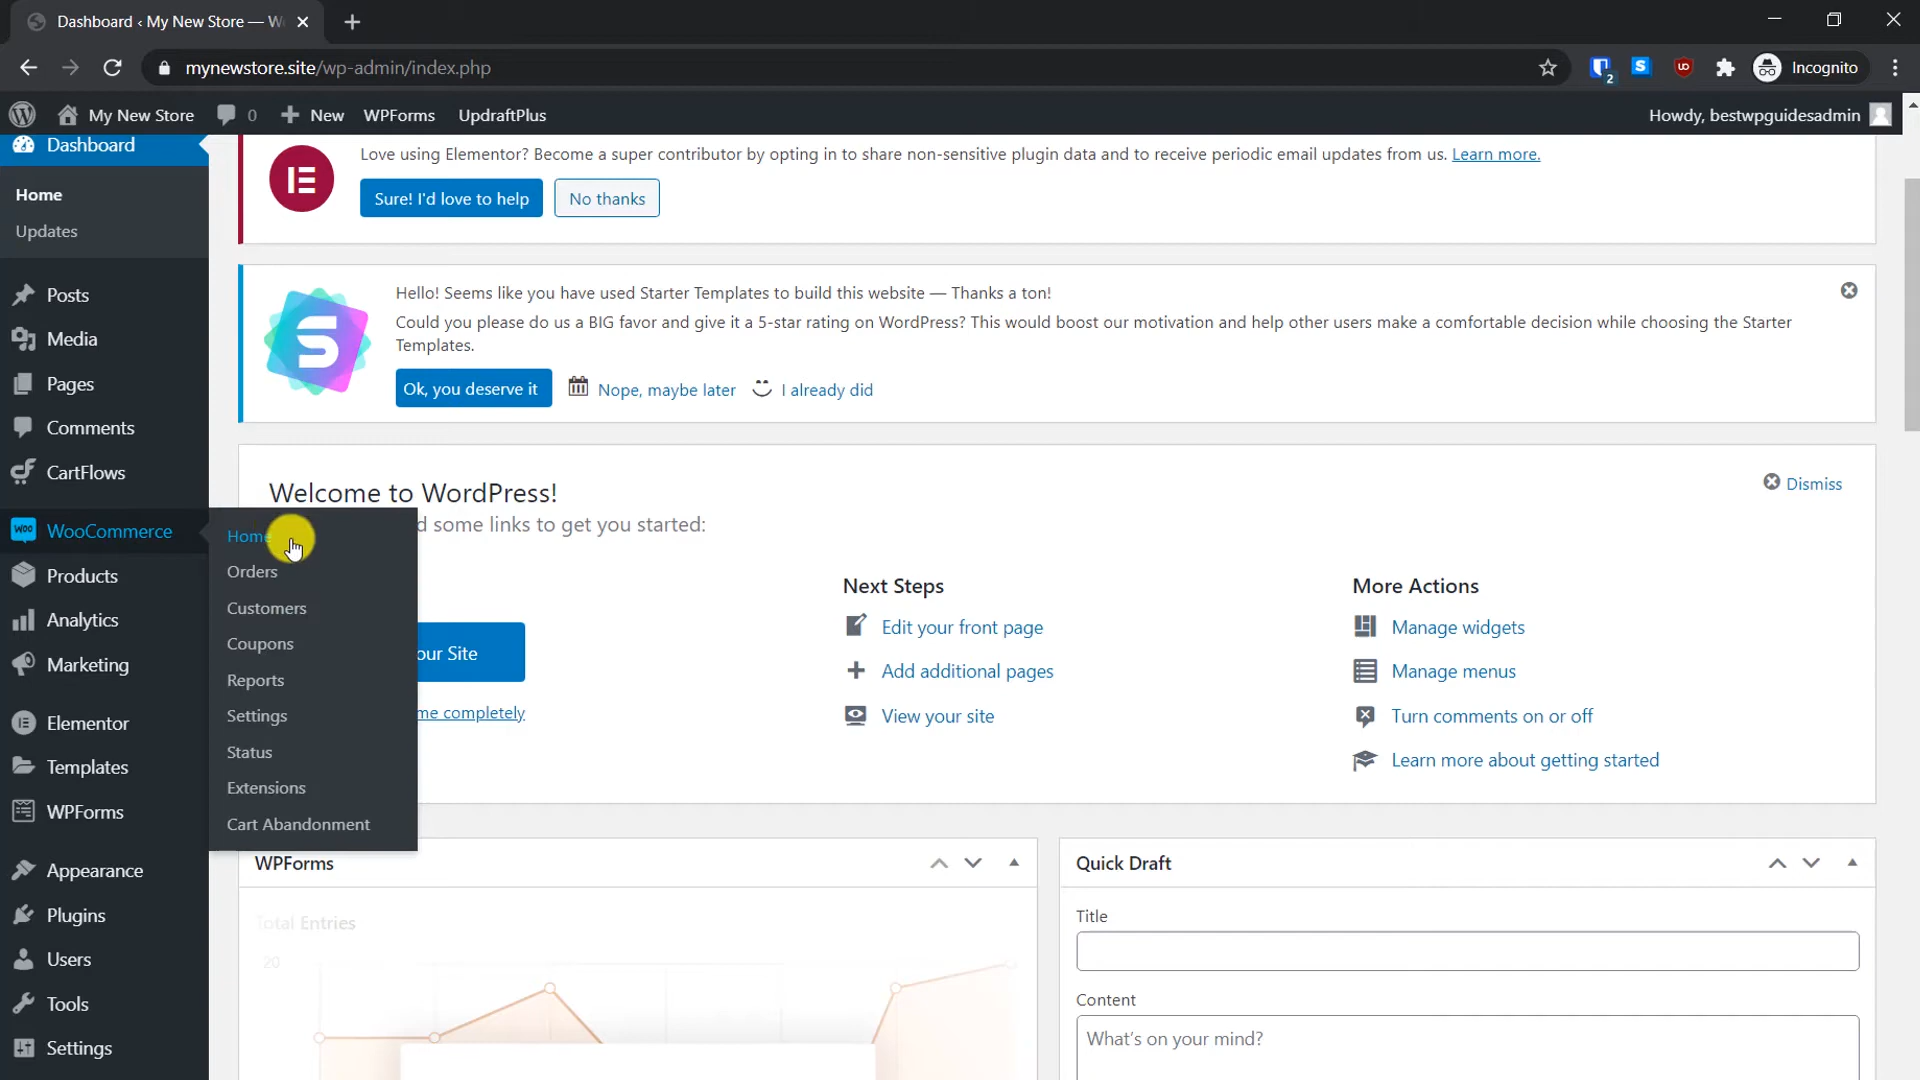 Dashboard ‹ My New Store — W
mynewstore.site/wp-admin/index.php
2
Incognito
My New Store
0
New
WPForms
UpdraftPlus
Howdy, bestwpguidesadmin
Dashboard
Home
Updates
Posts
Media
Pages
Comments
CartFlows
WooCommerce
Products
Analytics
Marketing
Elementor
Templates
WPForms
Appearance
Plugins
Users
Tools
Settings
Home
Orders
Customers
Coupons
Reports
Settings
Status
Extensions
Cart Abandonment
Love using Elementor? Become a super contributor by opting in to share non-sensitive plugin data and to receive periodic email updates from us. Learn more.
Sure! I'd love to help
No thanks
Hello! Seems like you have used Starter Templates to build this website — Thanks a ton!
Could you please do us a BIG favor and give it a 5-star rating on WordPress? This would boost our motivation and help other users make a comfortable decision while choosing the Starter
Templates.
Ok, you deserve it
Nope, maybe later
I already did
Welcome to WordPress!
Dismiss
d some links to get you started:
our Site
me completely
Next Steps
Edit your front page
Add additional pages
View your site
More Actions
Manage widgets
Manage menus
Turn comments on or off
Learn more about getting started
WPForms
Total Entries
20
Quick Draft
Title
Content
What's on your mind?